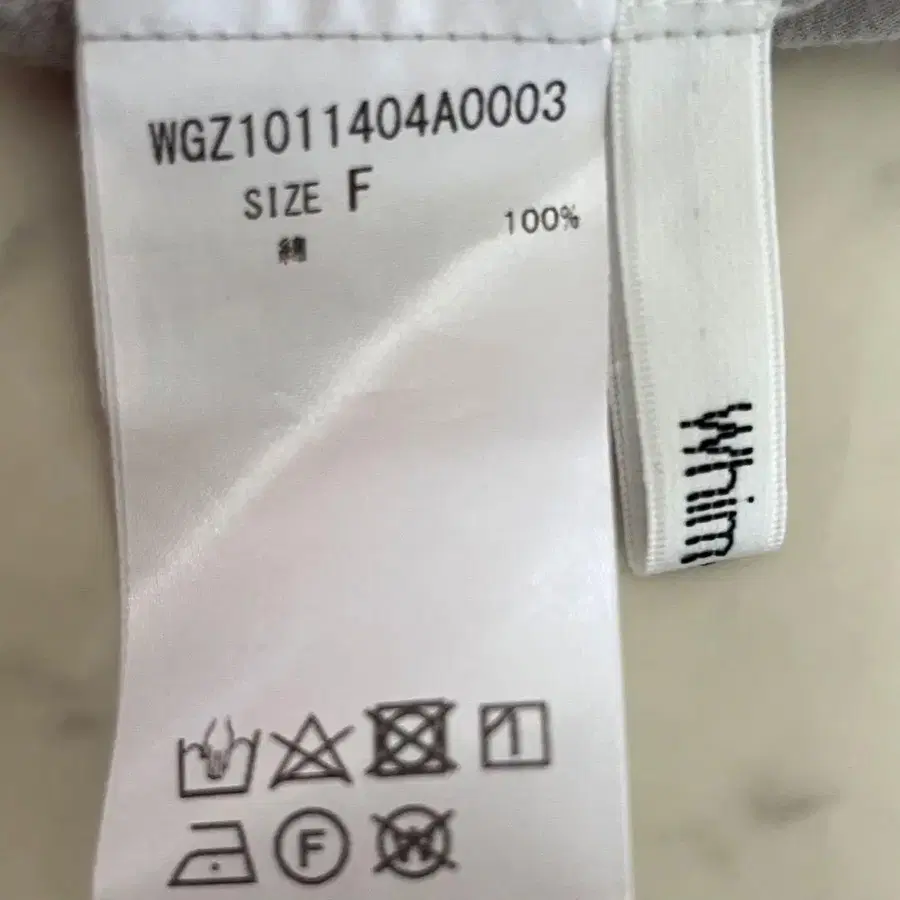 WGZ1011404A0003
SIZE F
綿 100%
Whim
F
W